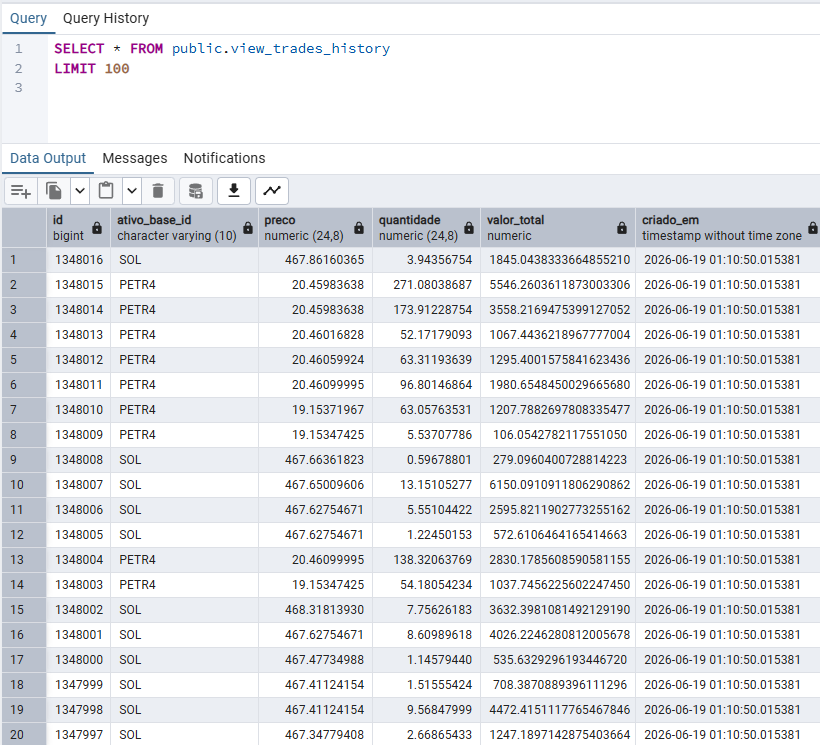 Query Query History
1 SELECT * FROM public.view_trades_history
2 LIMIT 100
3
Data Output Messages Notifications
id ativo_base_id preco quantidade valor_total criado_em
bigint character varying (10) numeric (24,8) numeric (24,8) numeric timestamp without time zone
1 1348016 SOL 467.86160365 3.94356754 1845.0438333664855210 2026-06-19 01:10:50.015381
2 1348015 PETR4 20.45983638 271.08038687 5546.2603611873003306 2026-06-19 01:10:50.015381
3 1348014 PETR4 20.45983638 173.91228754 3558.2169475399127052 2026-06-19 01:10:50.015381
4 1348013 PETR4 20.46016828 52.17179093 1067.4436218967777004 2026-06-19 01:10:50.015381
5 1348012 PETR4 20.46059924 63.31193639 1295.4001575841623436 2026-06-19 01:10:50.015381
6 1348011 PETR4 20.46099995 96.80146864 1980.6548450029665680 2026-06-19 01:10:50.015381
7 1348010 PETR4 19.15371967 63.05763531 1207.7882697808335477 2026-06-19 01:10:50.015381
8 1348009 PETR4 19.15347425 5.53707786 106.0542782117551050 2026-06-19 01:10:50.015381
9 1348008 SOL 467.66361823 0.59678801 279.0960400728814223 2026-06-19 01:10:50.015381
10 1348007 SOL 467.65009606 13.15105277 6150.0910911806290862 2026-06-19 01:10:50.015381
11 1348006 SOL 467.62754671 5.55104422 2595.8211902773255162 2026-06-19 01:10:50.015381
12 1348005 SOL 467.62754671 1.22450153 572.6106464165414663 2026-06-19 01:10:50.015381
13 1348004 PETR4 20.46099995 138.32063769 2830.1785608590581155 2026-06-19 01:10:50.015381
14 1348003 PETR4 19.15347425 54.18054234 1037.7456225602247450 2026-06-19 01:10:50.015381
15 1348002 SOL 468.31813930 7.75626183 3632.3981081492129190 2026-06-19 01:10:50.015381
16 1348001 SOL 467.62754671 8.60989618 4026.2246280812005678 2026-06-19 01:10:50.015381
17 1348000 SOL 467.47734988 1.14579440 535.6329296193446720 2026-06-19 01:10:50.015381
18 1347999 SOL 467.41124154 1.51555424 708.3870889396111296 2026-06-19 01:10:50.015381
19 1347998 SOL 467.41124154 9.56847999 4472.4151117765467846 2026-06-19 01:10:50.015381
20 1347997 SOL 467.34779408 2.66865433 1247.1897142875403664 2026-06-19 01:10:50.015381